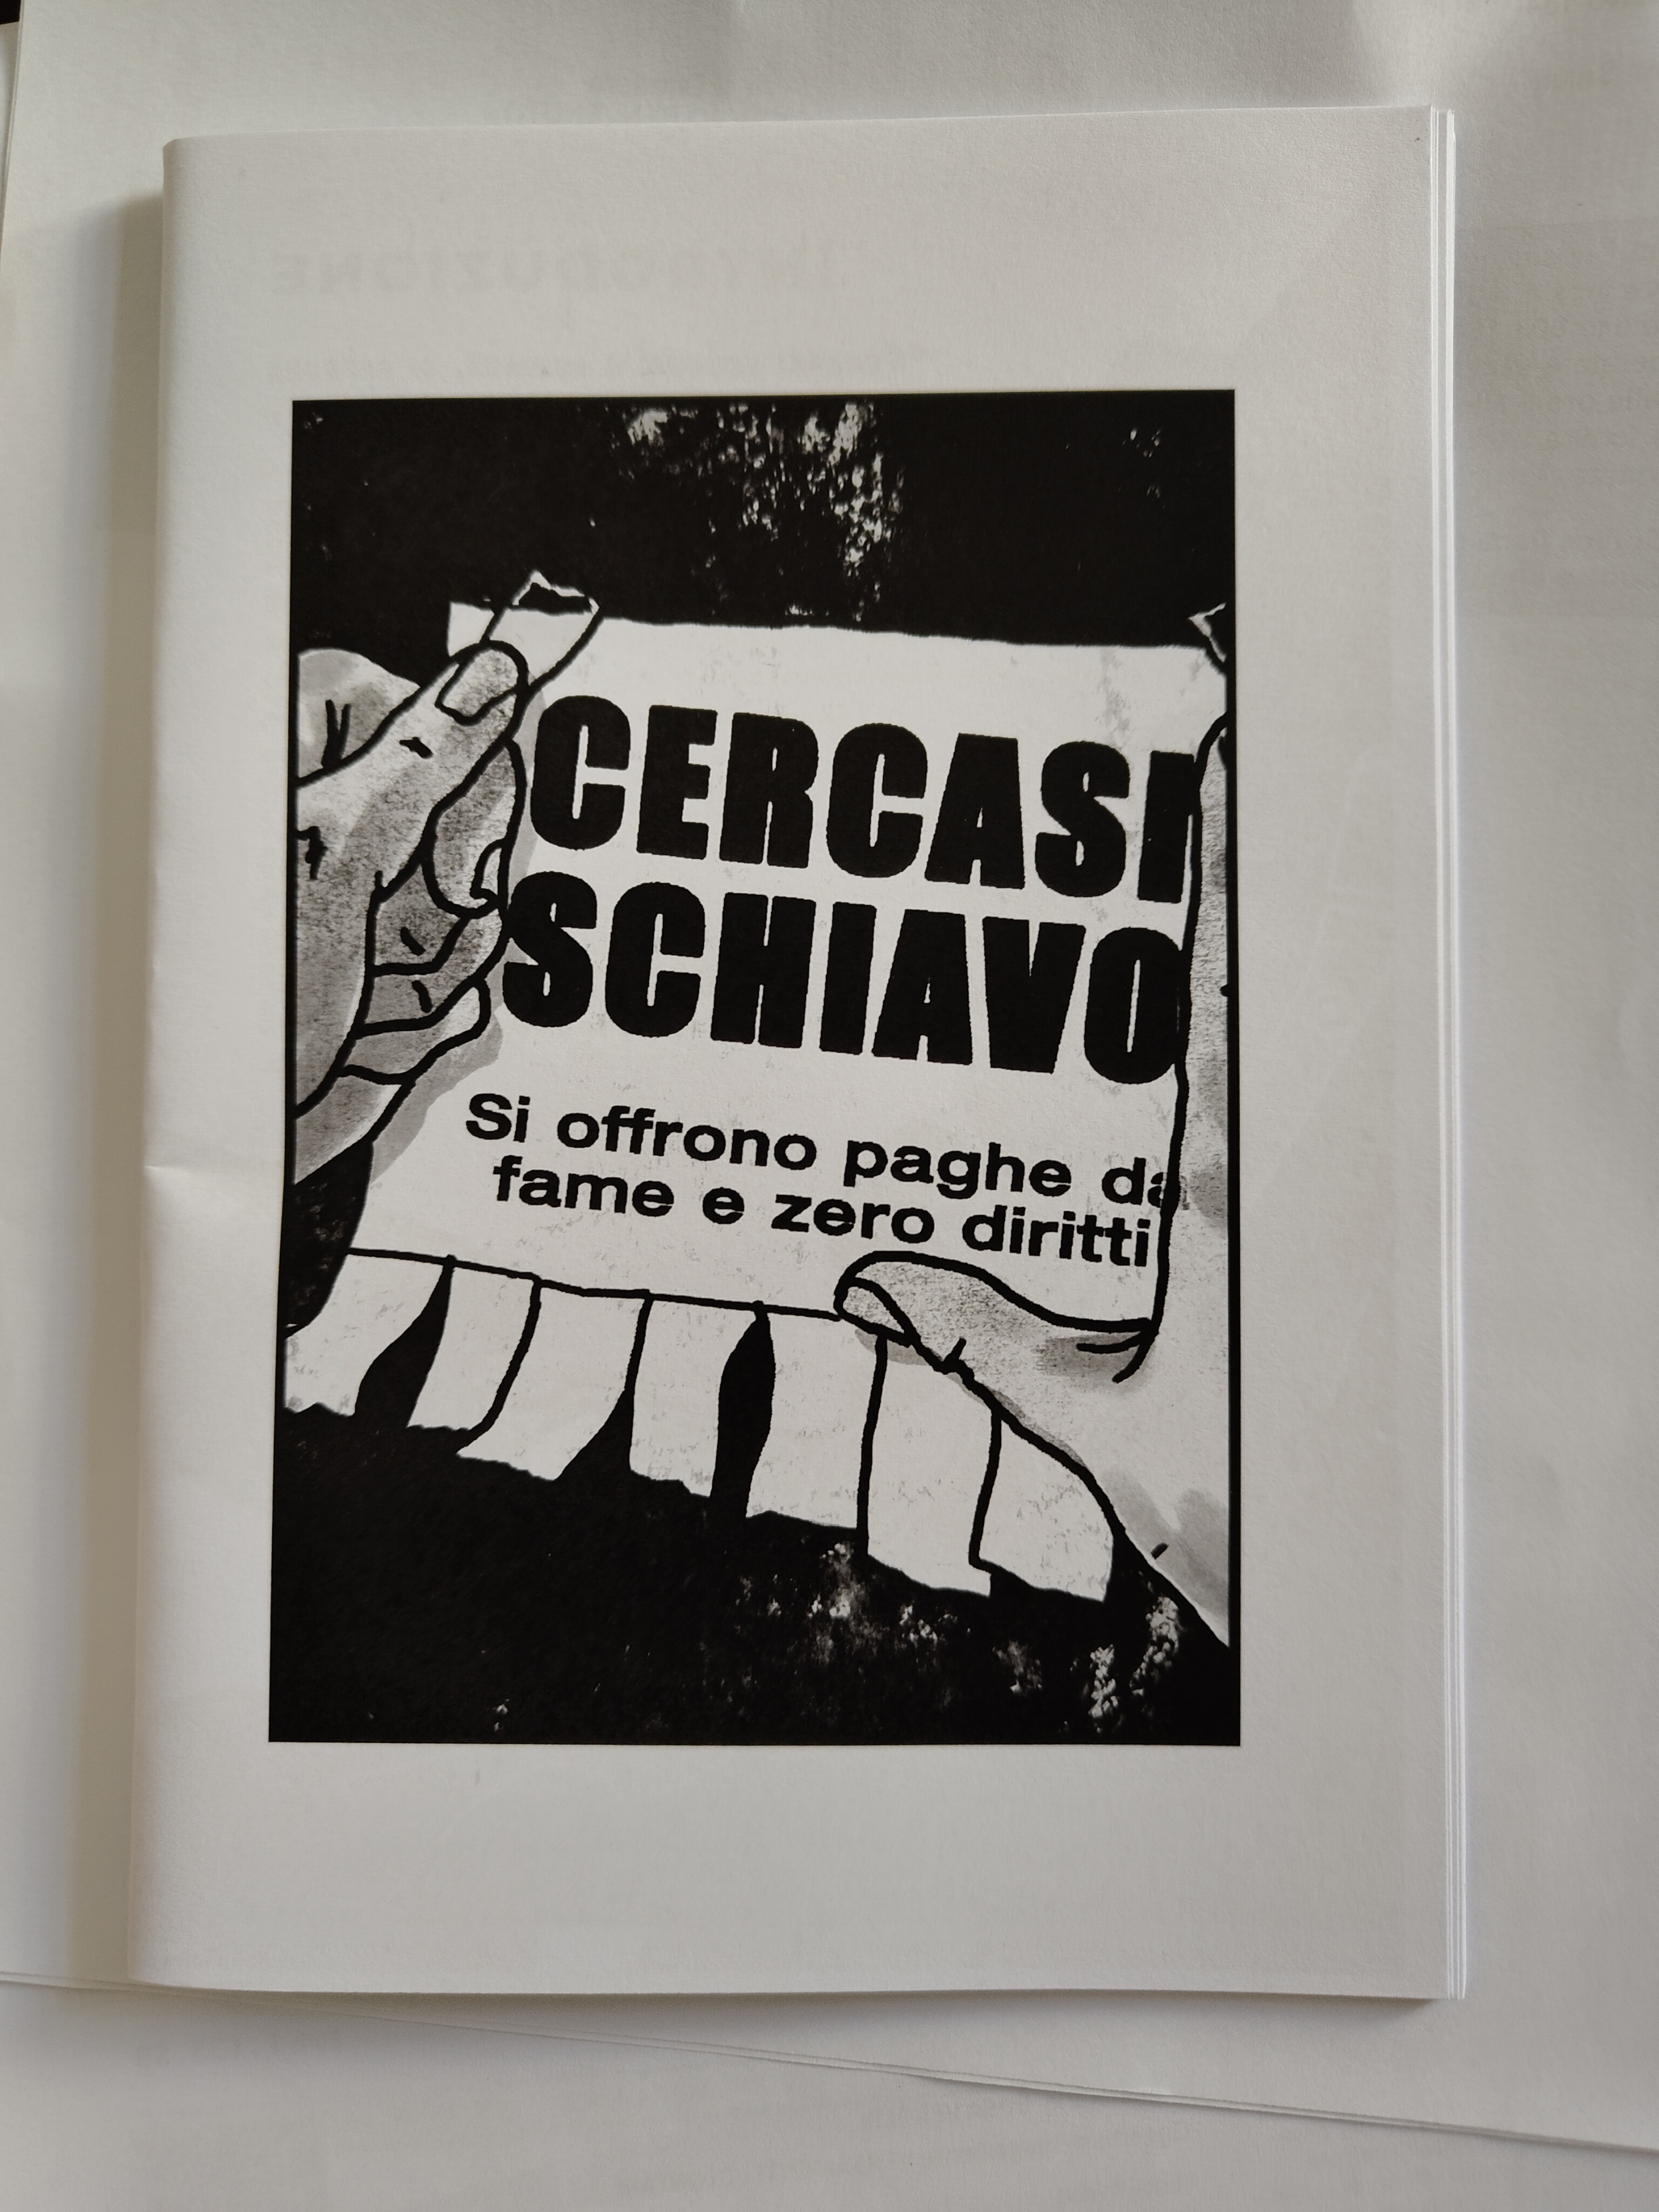 CERCASI
SCHIAVO
Si offrono paghe da
fame e zero diritti